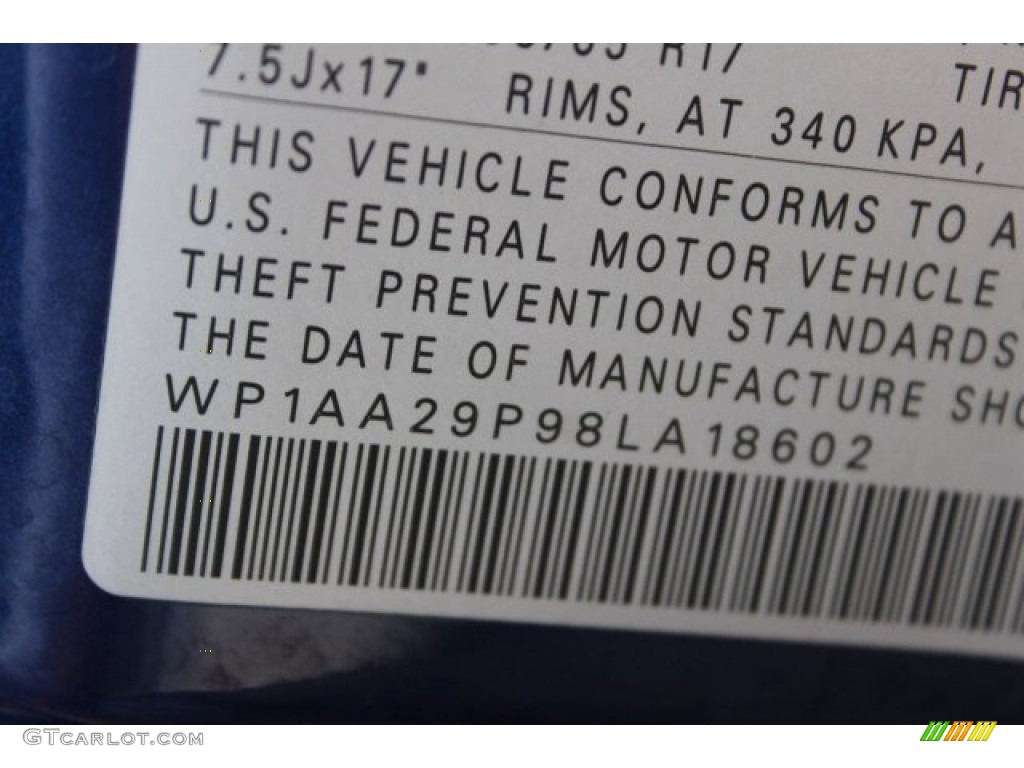 7.5Jx17" RIMS, AT 340 KPA,
R17
THIS VEHICLE CONFORMS TO A
U.S. FEDERAL MOTOR VEHICLE
THEFT PREVENTION STANDARDS
THE DATE OF MANUFACTURE SHO
WP1AA29P98LA18602
GTCARLOT.COM